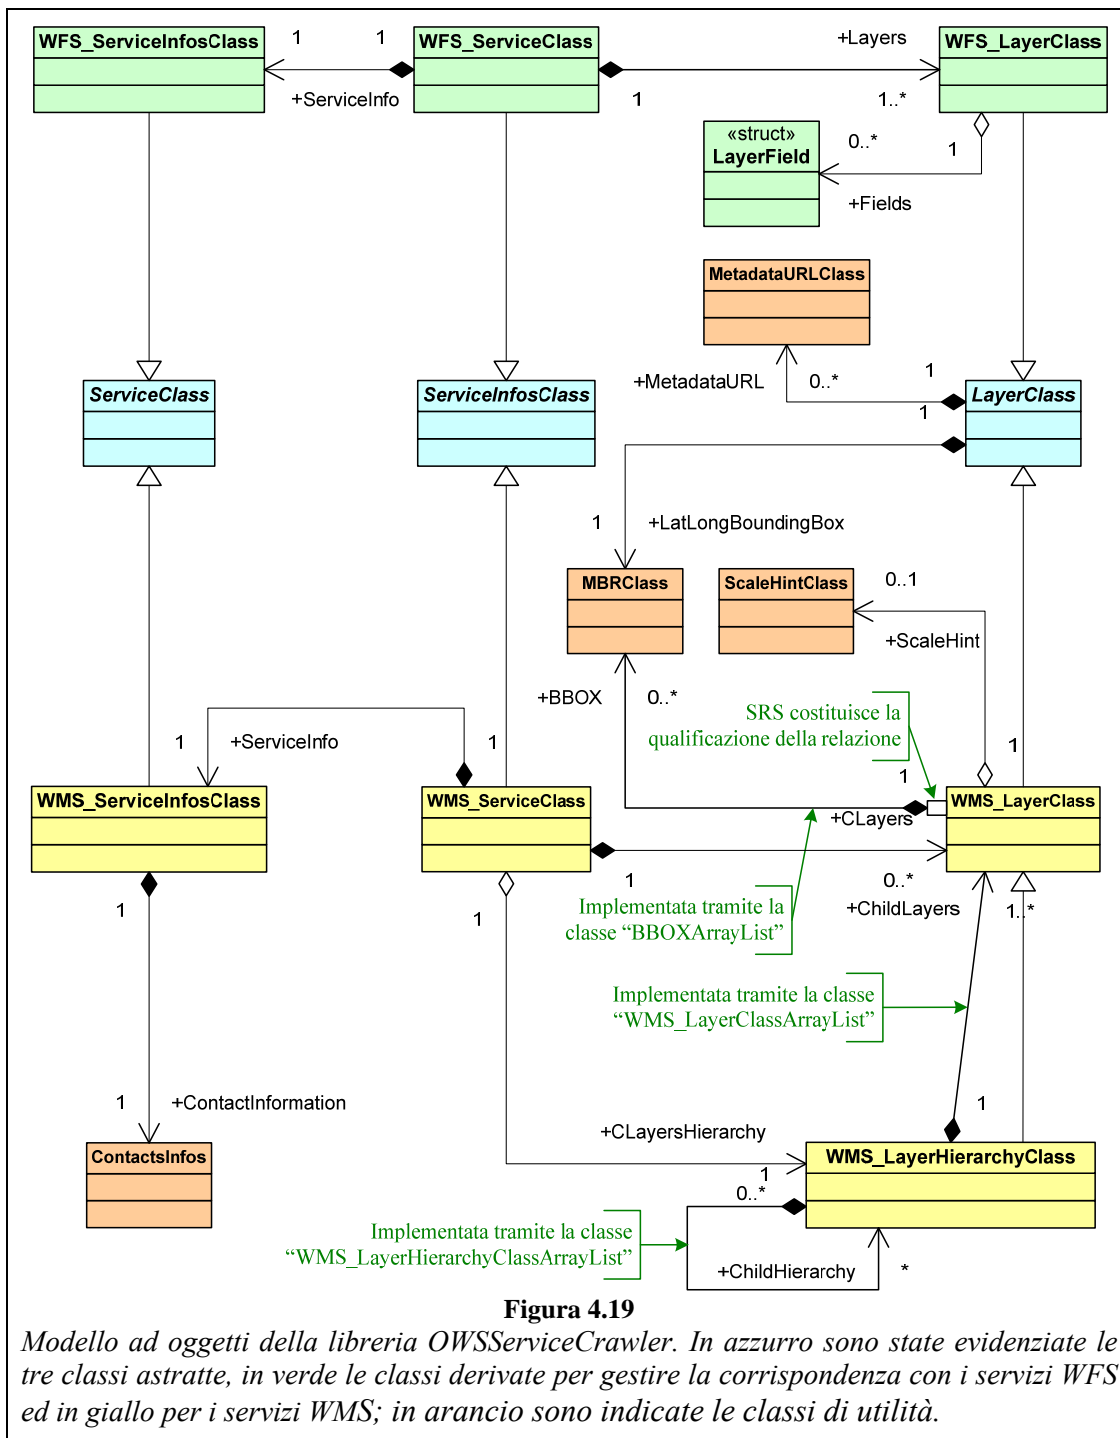 WFS_ServiceInfosClass
1
1
WFS_ServiceClass
+Layers
WFS_LayerClass
+ServiceInfo
1
1..*
«struct»
LayerField
0..*
1
+Fields
MetadataURLClass
+MetadataURL
0..*
1
1
ServiceClass
ServiceInfosClass
LayerClass
1
+LatLongBoundingBox
MBRClass
ScaleHintClass
0..1
+ScaleHint
+BBOX
0..*
SRS costituisce la
qualificazione della relazione
1
+ServiceInfo
1
1
1
WMS_ServiceInfosClass
WMS_ServiceClass
WMS_LayerClass
+CLayers
1
1
1
0..*
+ChildLayers
1..*
Implementata tramite la
classe “BBOXArrayList”
Implementata tramite la classe
“WMS_LayerClassArrayList”
1
+ContactInformation
1
+CLayersHierarchy
ContactsInfos
WMS_LayerHierarchyClass
1
0..*
Implementata tramite la classe
“WMS_LayerHierarchyClassArrayList”
+ChildHierarchy
*
Figura 4.19
Modello ad oggetti della libreria OWSServiceCrawler. In azzurro sono state evidenziate le
tre classi astratte, in verde le classi derivate per gestire la corrispondenza con i servizi WFS
ed in giallo per i servizi WMS; in arancio sono indicate le classi di utilità.